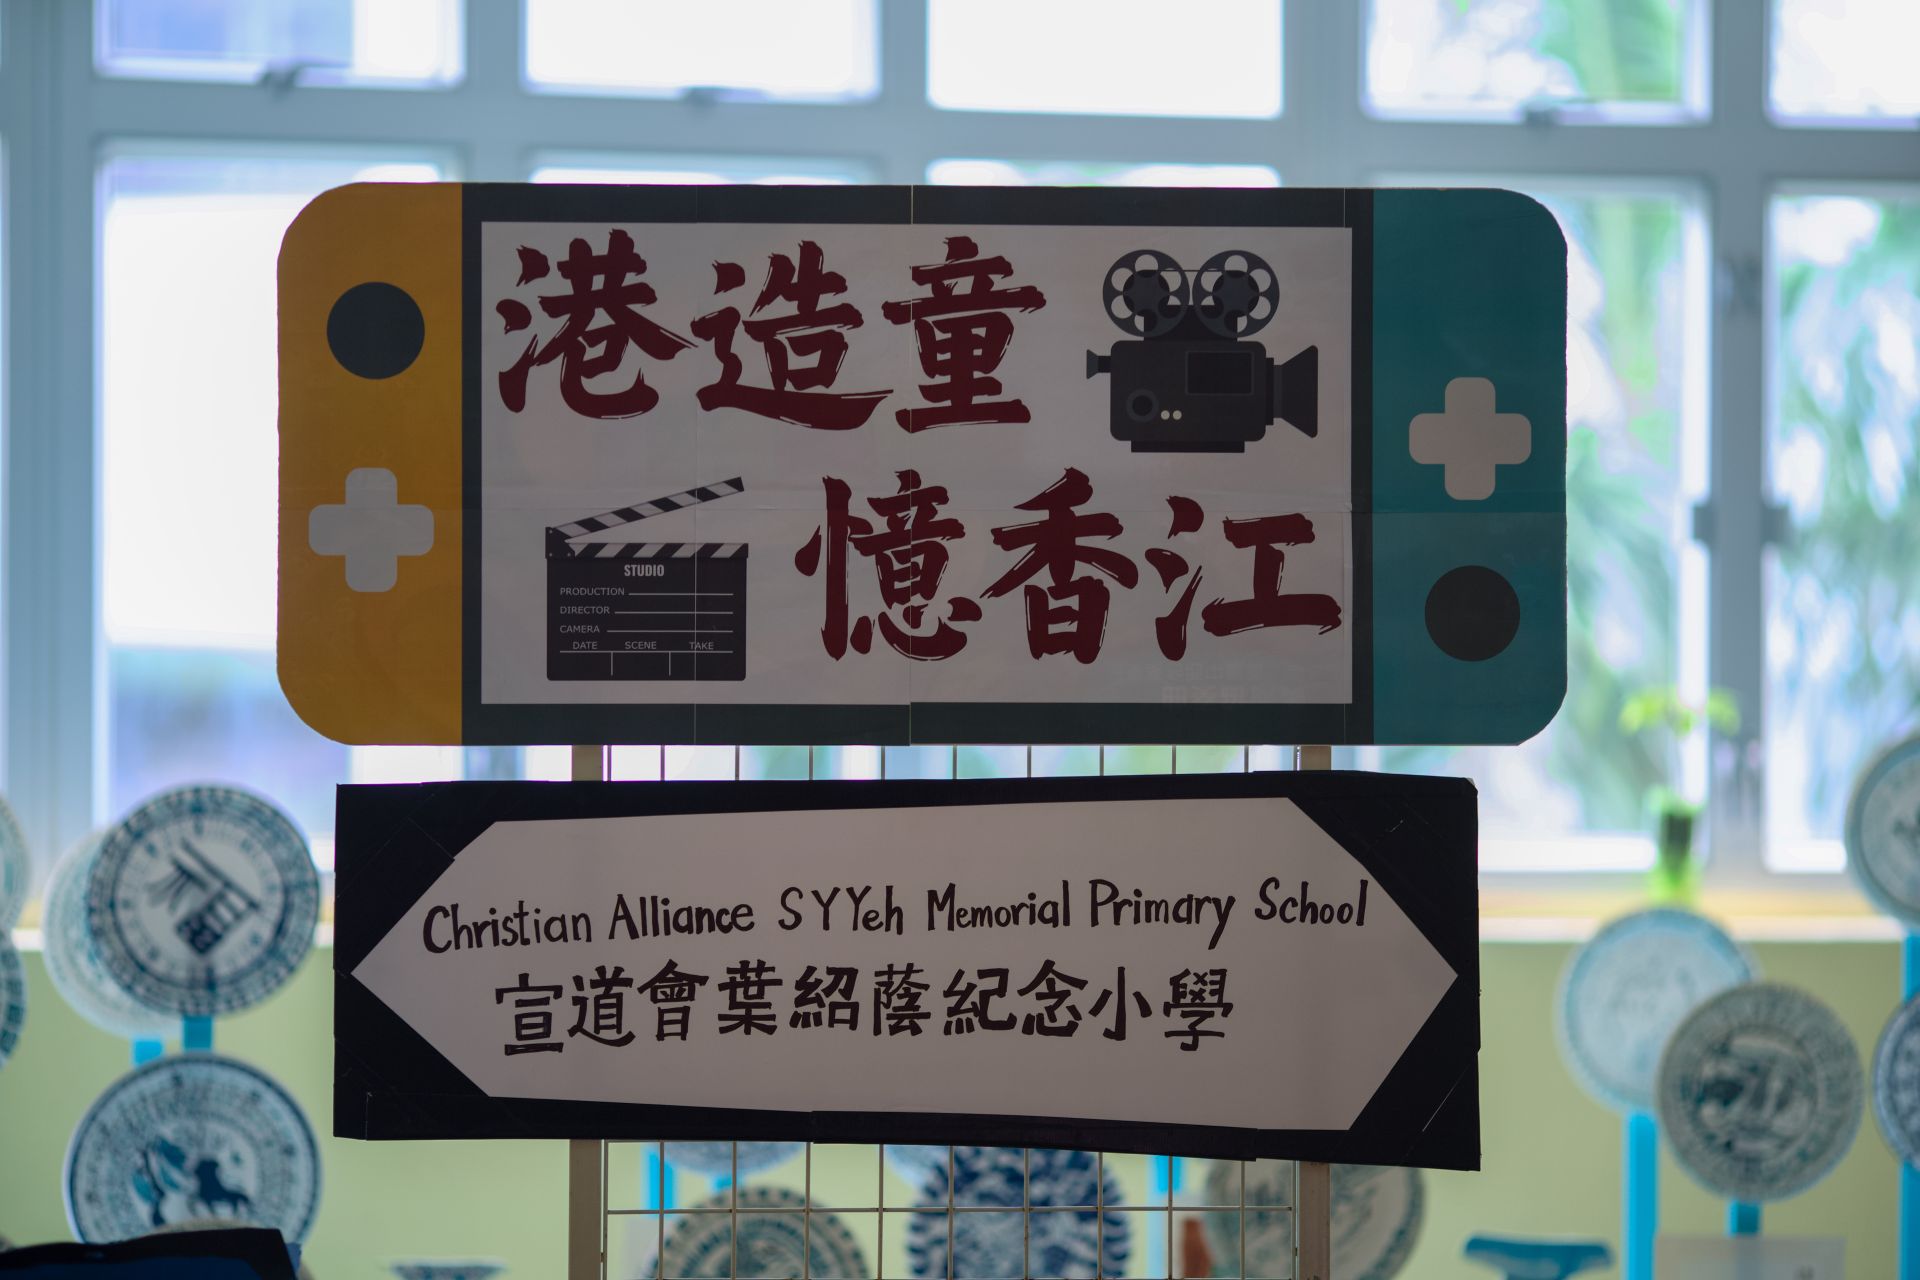 港造童
憶香江
STUDIO
PRODUCTION
DIRECTOR
CAMERA
DATE SCENE TAKE
Christian Alliance S Y Yeh Memorial Primary School
宣道會葉紹蔭紀念小學